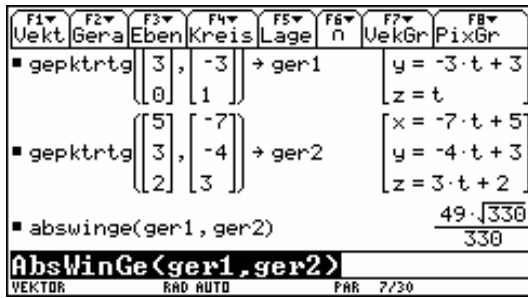 F1▼ F2▼ F3▼ F4▼ F5▼ F6▼ F7▼ F8▼
Vekt Gera Eben Kreis Lage ∩ VekGr PixGr
▪ gepktrtg([[3][0]],[[-3][1]]) → ger1 [y = -3·t + 3
z = t
▪ gepktrtg([[5][3][2]],[[-7][-4][3]]) → ger2 [x = -7·t + 5
y = -4·t + 3
z = 3·t + 2
▪ abswinge(ger1,ger2) 49·√330/330
AbsWinGe(ger1,ger2)
VEKTOR RAD AUTO PAR 7/30